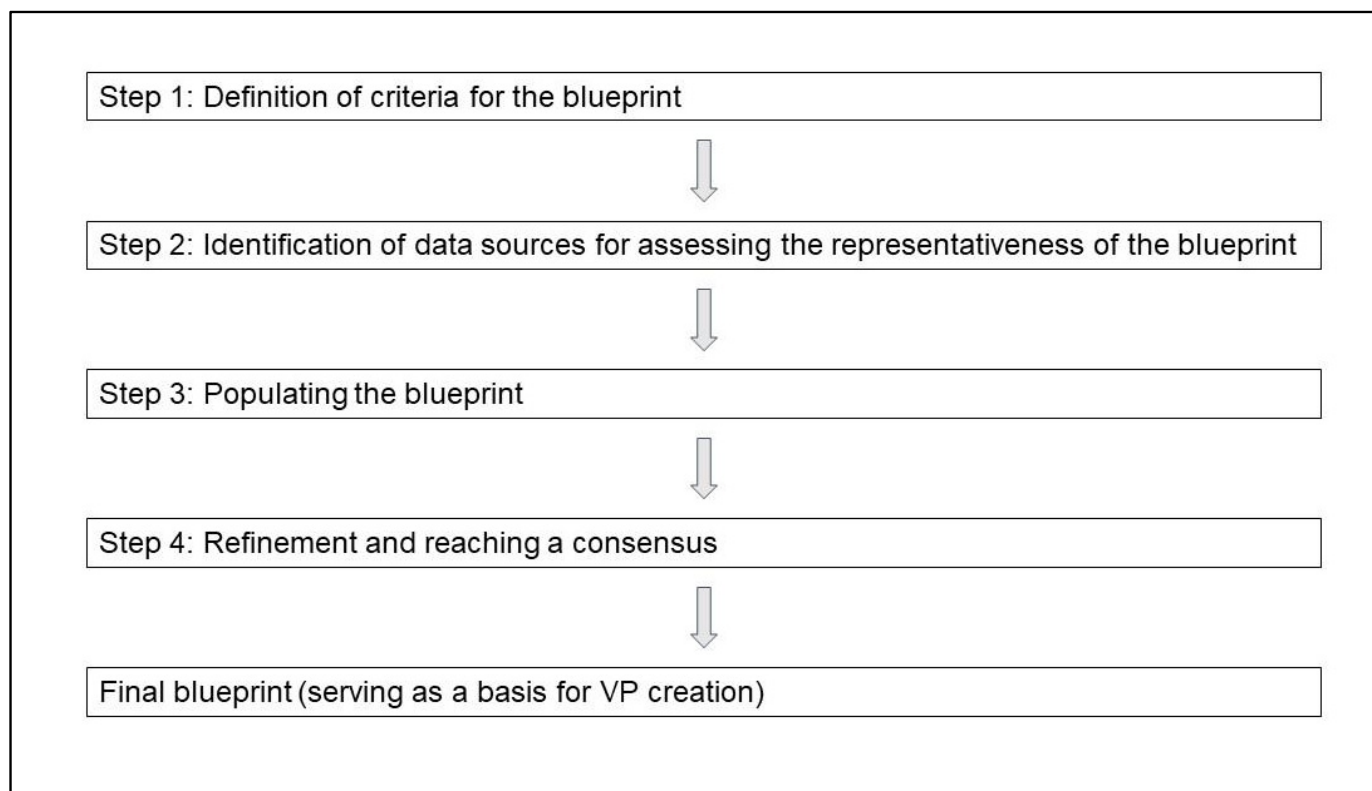 Step 1: Definition of criteria for the blueprint
Step 2: Identification of data sources for assessing the representativeness of the blueprint
Step 3: Populating the blueprint
Step 4: Refinement and reaching a consensus
Final blueprint (serving as a basis for VP creation)